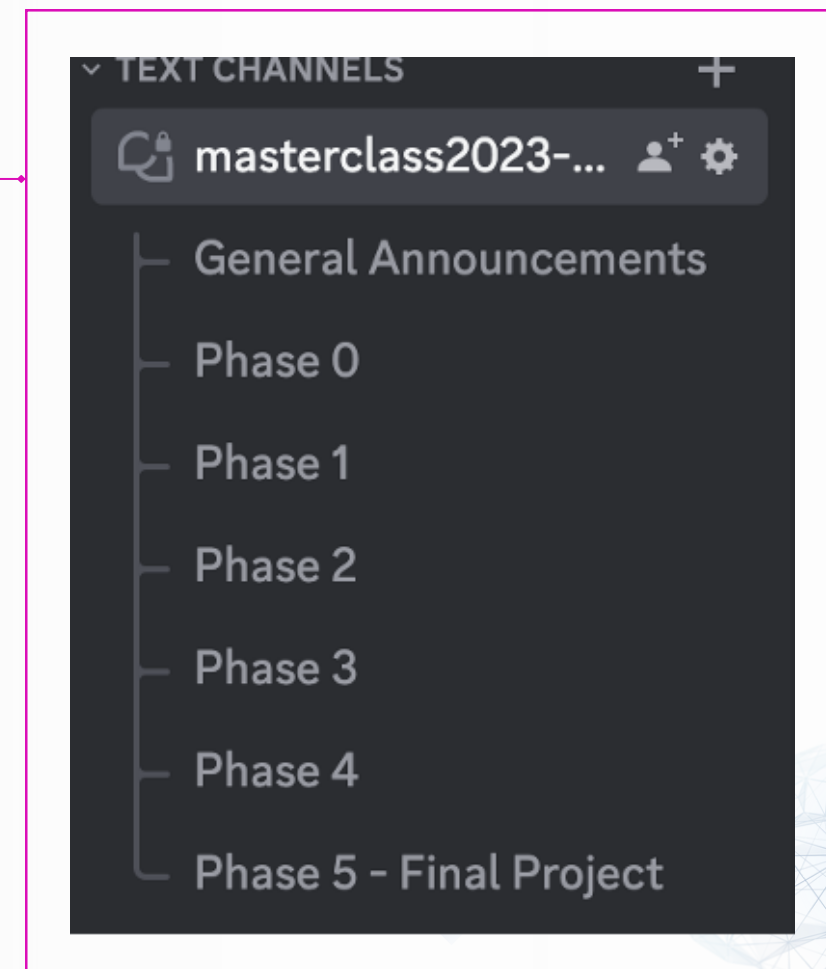 TEXT CHANNELS
masterclass2023-...
General Announcements
Phase 0
Phase 1
Phase 2
Phase 3
Phase 4
Phase 5 - Final Project